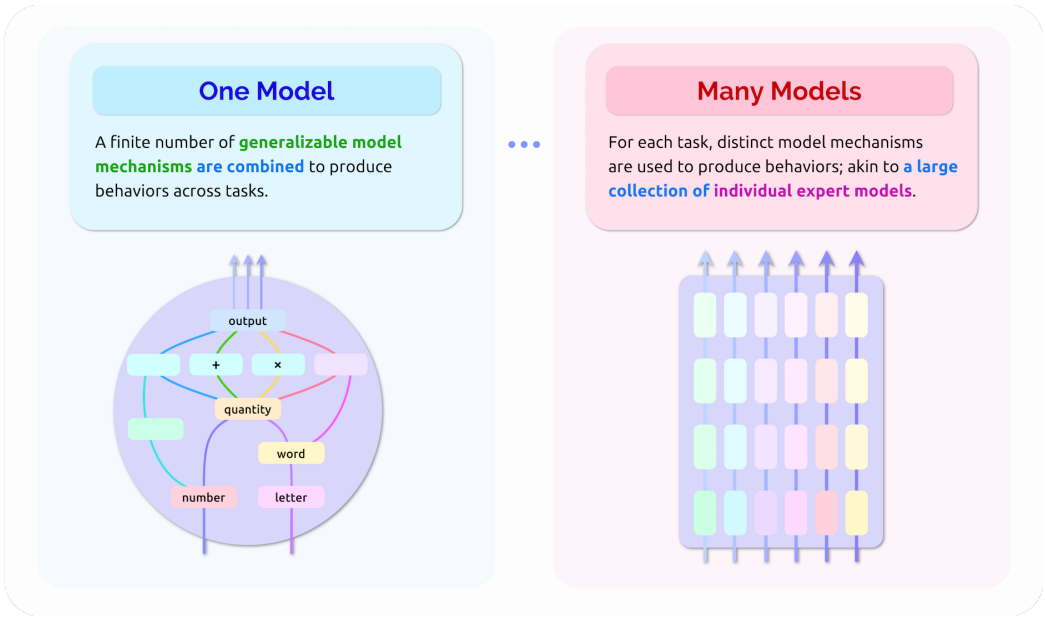 One Model
A finite number of generalizable model
mechanisms are combined to produce
behaviors across tasks.
Many Models
For each task, distinct model mechanisms
are used to produce behaviors; akin to a large
collection of individual expert models.
output
+
×
quantity
word
number
letter